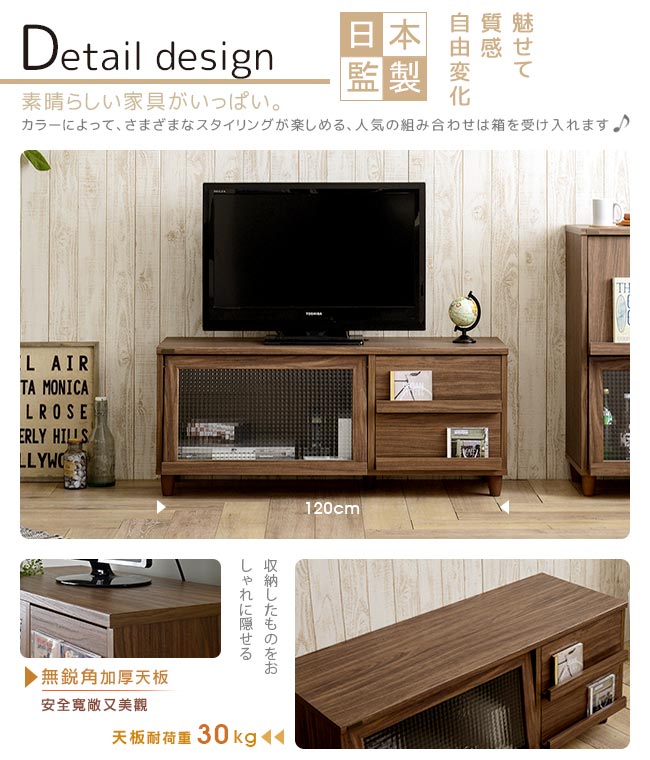 Detail design
日本
監製
魅せて
質感
自由変化
素晴らしい家具がいっぱい。
カラーによって、さまざまなスタイリングが楽しめる、人気の組み合わせは箱を受け入れます♪
TOSHIBA
TH
L AIR
TA MONICA
LROSE
ERLY HILLS
LLYWO
120cm
収納したものをお
しゃれに隠せる
無鋭角加厚天板
安全寬敞又美觀
天板耐荷重 30kg